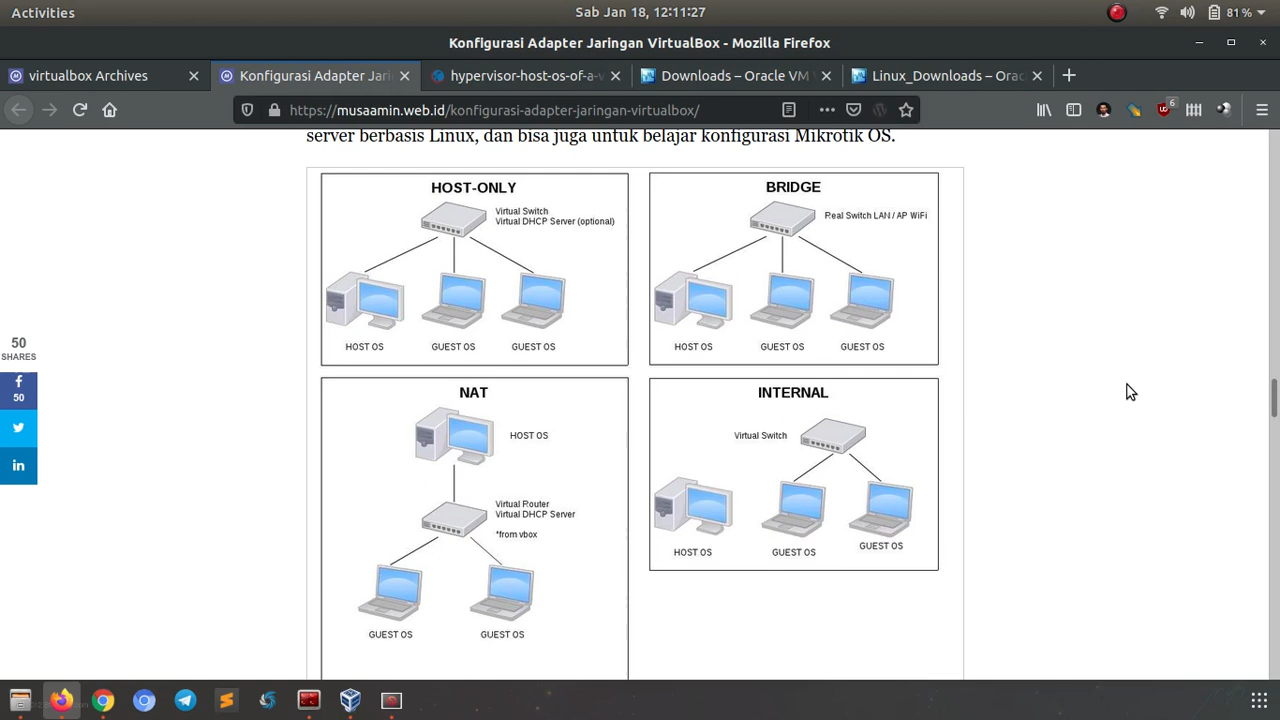 Activities
Sab Jan 18, 12:11:27
81 %
Konfigurasi Adapter Jaringan VirtualBox - Mozilla Firefox
virtualbox Archives
Konfigurasi Adapter Jari
hypervisor-host-os-of-a-v
Downloads – Oracle VM V
Linux_Downloads – Orac
https://musaamin.web.id/konfigurasi-adapter-jaringan-virtualbox/
6
server berbasis Linux, dan bisa juga untuk belajar konfigurasi Mikrotik OS.
HOST-ONLY
Virtual Switch
Virtual DHCP Server (optional)
HOST OS
GUEST OS
GUEST OS
BRIDGE
Real Switch LAN / AP WiFi
HOST OS
GUEST OS
GUEST OS
50
SHARES
50
NAT
HOST OS
Virtual Router
Virtual DHCP Server
*from vbox
GUEST OS
GUEST OS
INTERNAL
Virtual Switch
HOST OS
GUEST OS
GUEST OS